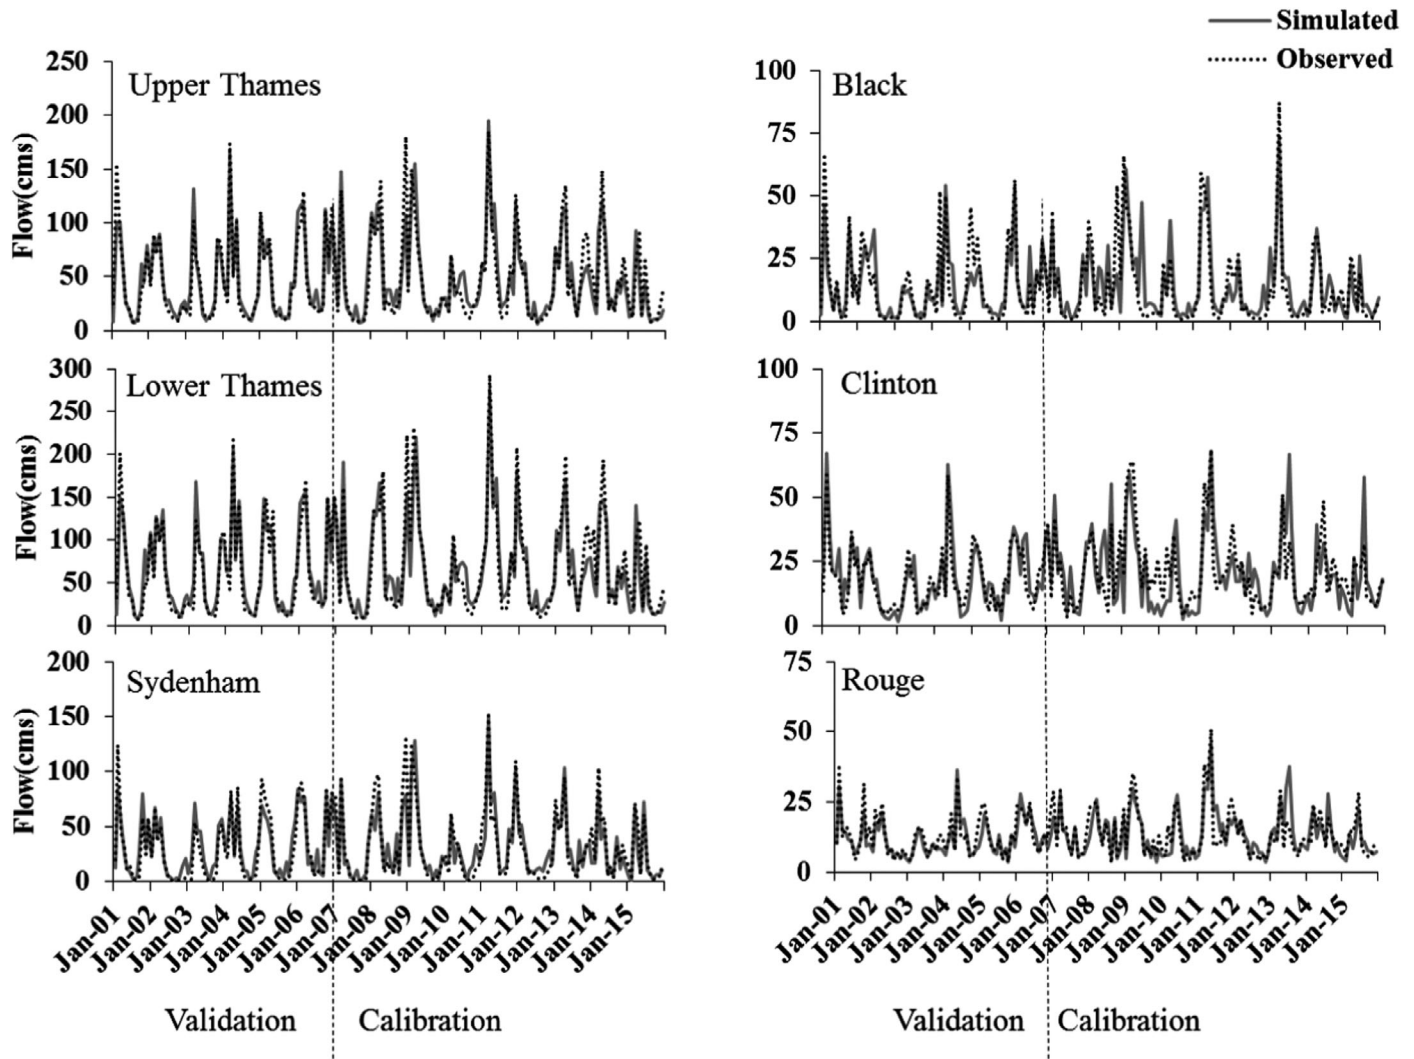 Simulated
Observed
Upper Thames
Flow(cms)
250
200
150
100
50
0
Black
100
75
50
25
0
Lower Thames
Flow(cms)
300
250
200
150
100
50
0
Clinton
100
75
50
25
0
Sydenham
Flow(cms)
200
150
100
50
0
Rouge
75
50
25
0
Jan-01 Jan-02 Jan-03 Jan-04 Jan-05 Jan-06 Jan-07 Jan-08 Jan-09 Jan-10 Jan-11 Jan-12 Jan-13 Jan-14 Jan-15
Jan-01 Jan-02 Jan-03 Jan-04 Jan-05 Jan-06 Jan-07 Jan-08 Jan-09 Jan-10 Jan-11 Jan-12 Jan-13 Jan-14 Jan-15
Validation Calibration
Validation Calibration